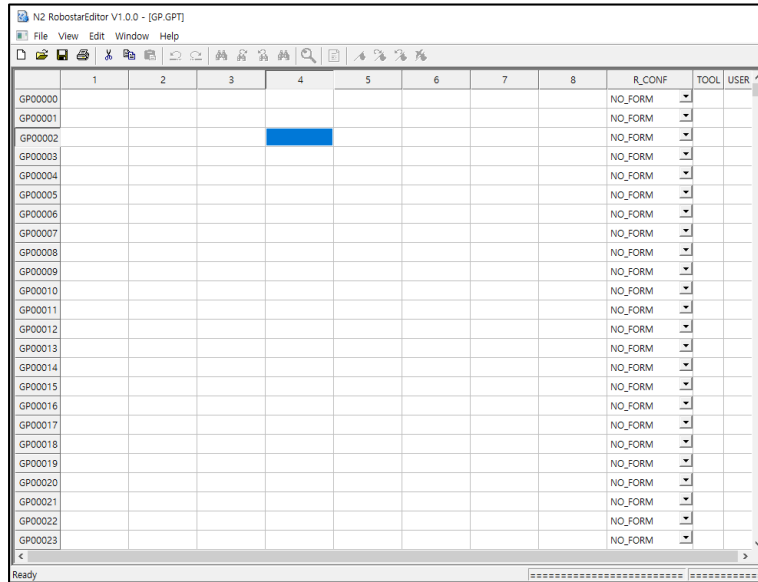 N2 RobostarEditor V1.0.0 - [GP.GPT]
File View Edit Window Help
1 2 3 4 5 6 7 8 R_CONF TOOL USER
GP00000 NO_FORM
GP00001 NO_FORM
GP00002 NO_FORM
GP00003 NO_FORM
GP00004 NO_FORM
GP00005 NO_FORM
GP00006 NO_FORM
GP00007 NO_FORM
GP00008 NO_FORM
GP00009 NO_FORM
GP00010 NO_FORM
GP00011 NO_FORM
GP00012 NO_FORM
GP00013 NO_FORM
GP00014 NO_FORM
GP00015 NO_FORM
GP00016 NO_FORM
GP00017 NO_FORM
GP00018 NO_FORM
GP00019 NO_FORM
GP00020 NO_FORM
GP00021 NO_FORM
GP00022 NO_FORM
GP00023 NO_FORM
Ready ========================= ===========